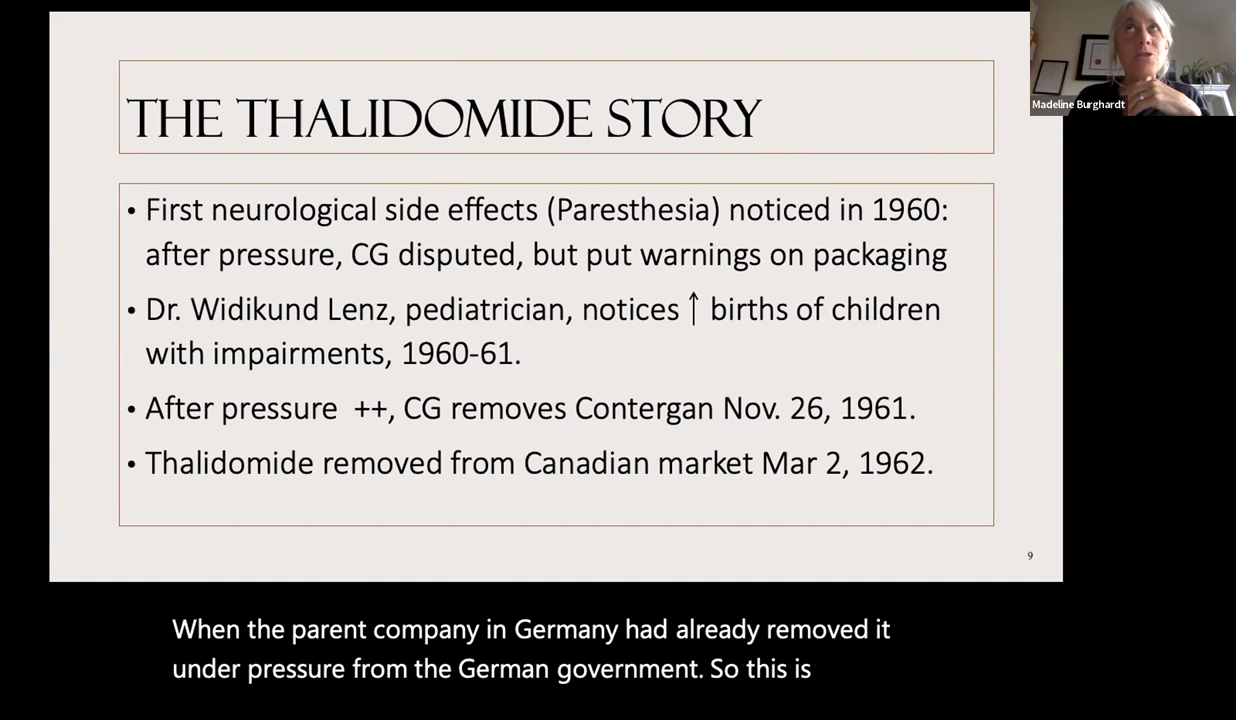 THE THALIDOMIDE STORY
Madeline Burghardt
• First neurological side effects (Paresthesia) noticed in 1960:
after pressure, CG disputed, but put warnings on packaging
• Dr. Widikund Lenz, pediatrician, notices ↑ births of children
with impairments, 1960-61.
• After pressure ++, CG removes Contergan Nov. 26, 1961.
• Thalidomide removed from Canadian market Mar 2, 1962.
9
When the parent company in Germany had already removed it
under pressure from the German government. So this is